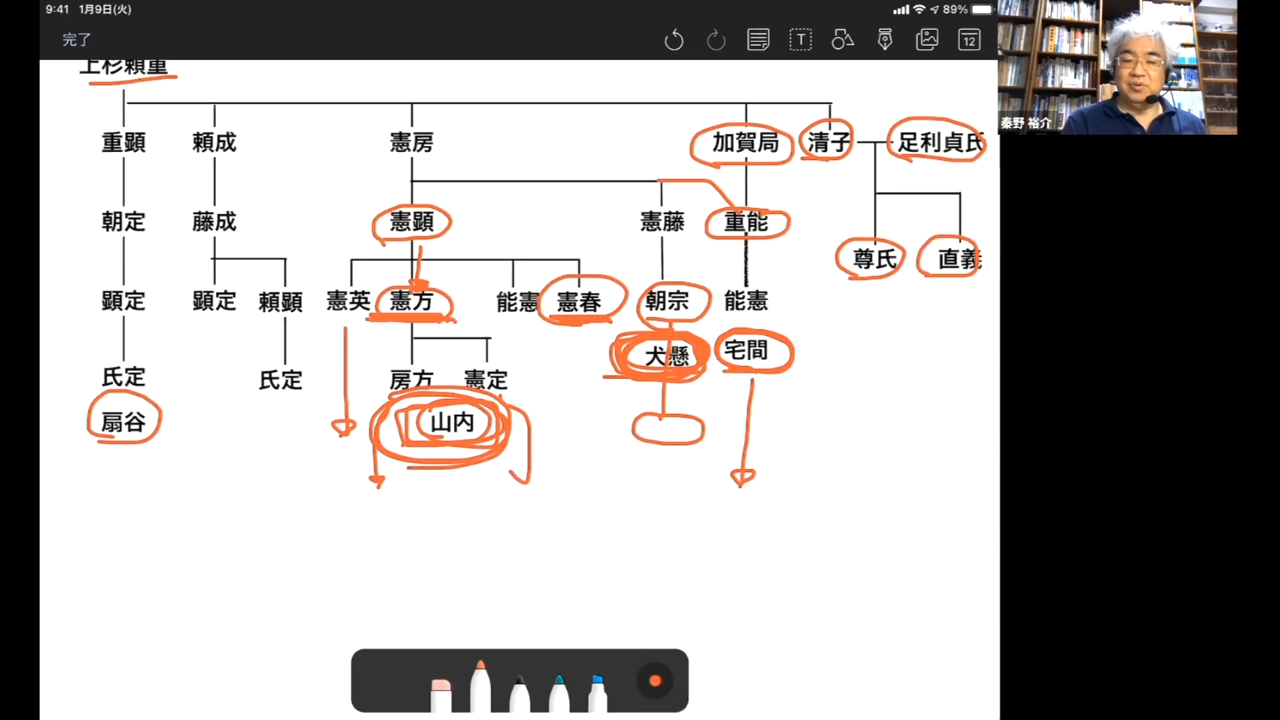 9:41 1月9日(火)
89%
完了
T
12
秦野 裕介
上杉頼重
重顕 頼成 憲房 加賀局 清子 足利貞氏
朝定 藤成 憲顕 憲藤 重能
尊氏 直義
顕定 顕定 頼顕 憲英 憲方 能憲 憲春 朝宗 能憲
犬懸 宅間
氏定 氏定 房方 憲定
扇谷 山内